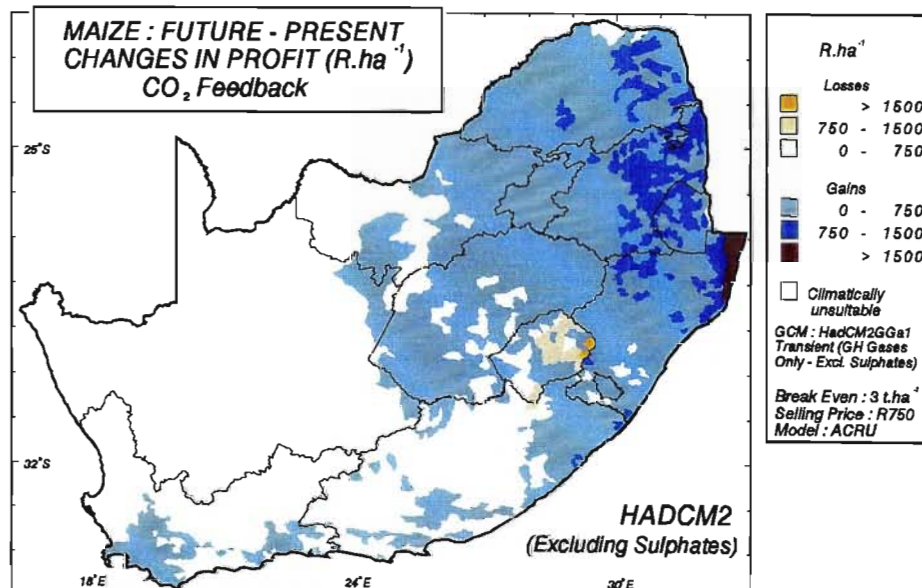 MAIZE : FUTURE - PRESENT
CHANGES IN PROFIT (R.ha⁻¹)
CO₂ Feedback
25°S
32°S
18°E
24°E
30°E
HADCM2
(Excluding Sulphates)
R.ha⁻¹
Losses
> 1500
750 - 1500
0 - 750
Gains
0 - 750
750 - 1500
> 1500
Climatically
unsuitable
GCM : HadCM2GGa1
Transient (GH Gases
Only - Excl. Sulphates)
Break Even : 3 t.ha⁻¹
Selling Price : R750
Model : ACRU